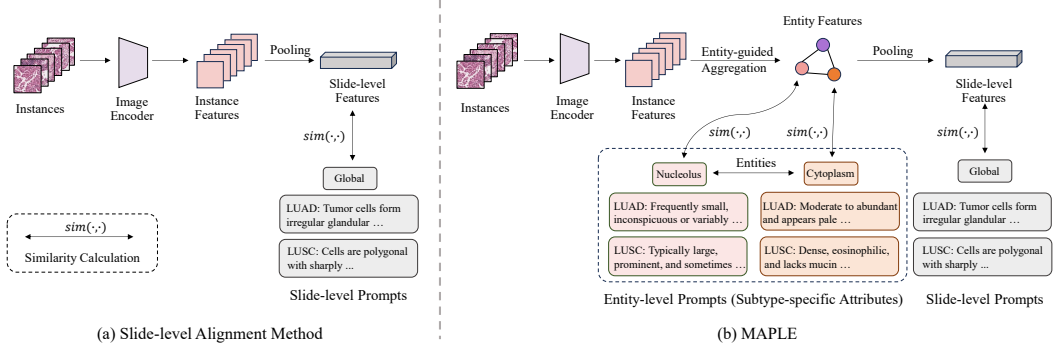 Instances
Image
Encoder
Instance
Features
Pooling
Slide-level
Features
sim(·,·)
Global
LUAD: Tumor cells form
irregular glandular …
LUSC: Cells are polygonal
with sharply ...
Slide-level Prompts
sim(·,·)
Similarity Calculation
(a) Slide-level Alignment Method
Instances
Image
Encoder
Instance
Features
Entity-guided
Aggregation
Entity Features
Pooling
Slide-level
Features
sim(·,·)
sim(·,·)
sim(·,·)
Nucleolus
Entities
Cytoplasm
Global
LUAD: Frequently small,
inconspicuous or variably …
LUAD: Moderate to abundant
and appears pale …
LUAD: Tumor cells form
irregular glandular …
LUSC: Typically large,
prominent, and sometimes …
LUSC: Dense, eosinophilic,
and lacks mucin …
LUSC: Cells are polygonal
with sharply ...
Entity-level Prompts (Subtype-specific Attributes)
Slide-level Prompts
(b) MAPLE